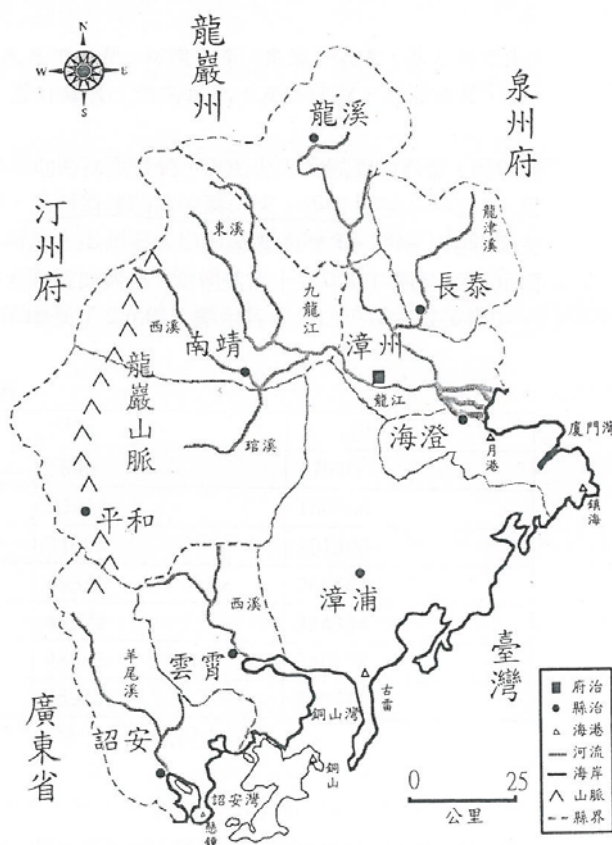 N
W
E
S
龍巖州
泉州府
汀州府
廣東省
臺灣
龍溪
龍津溪
長泰
東溪
九龍江
西溪
南靖
漳州
龍江
海澄
月港
廈門灣
鎮海
龍巖山脈
琯溪
平和
漳浦
西溪
雲霄
羊尾溪
詔安
銅山灣
古雷
銅山
詔安灣
懸鐘
府治
縣治
海港
河流
海岸
山脈
縣界
0
25
公里